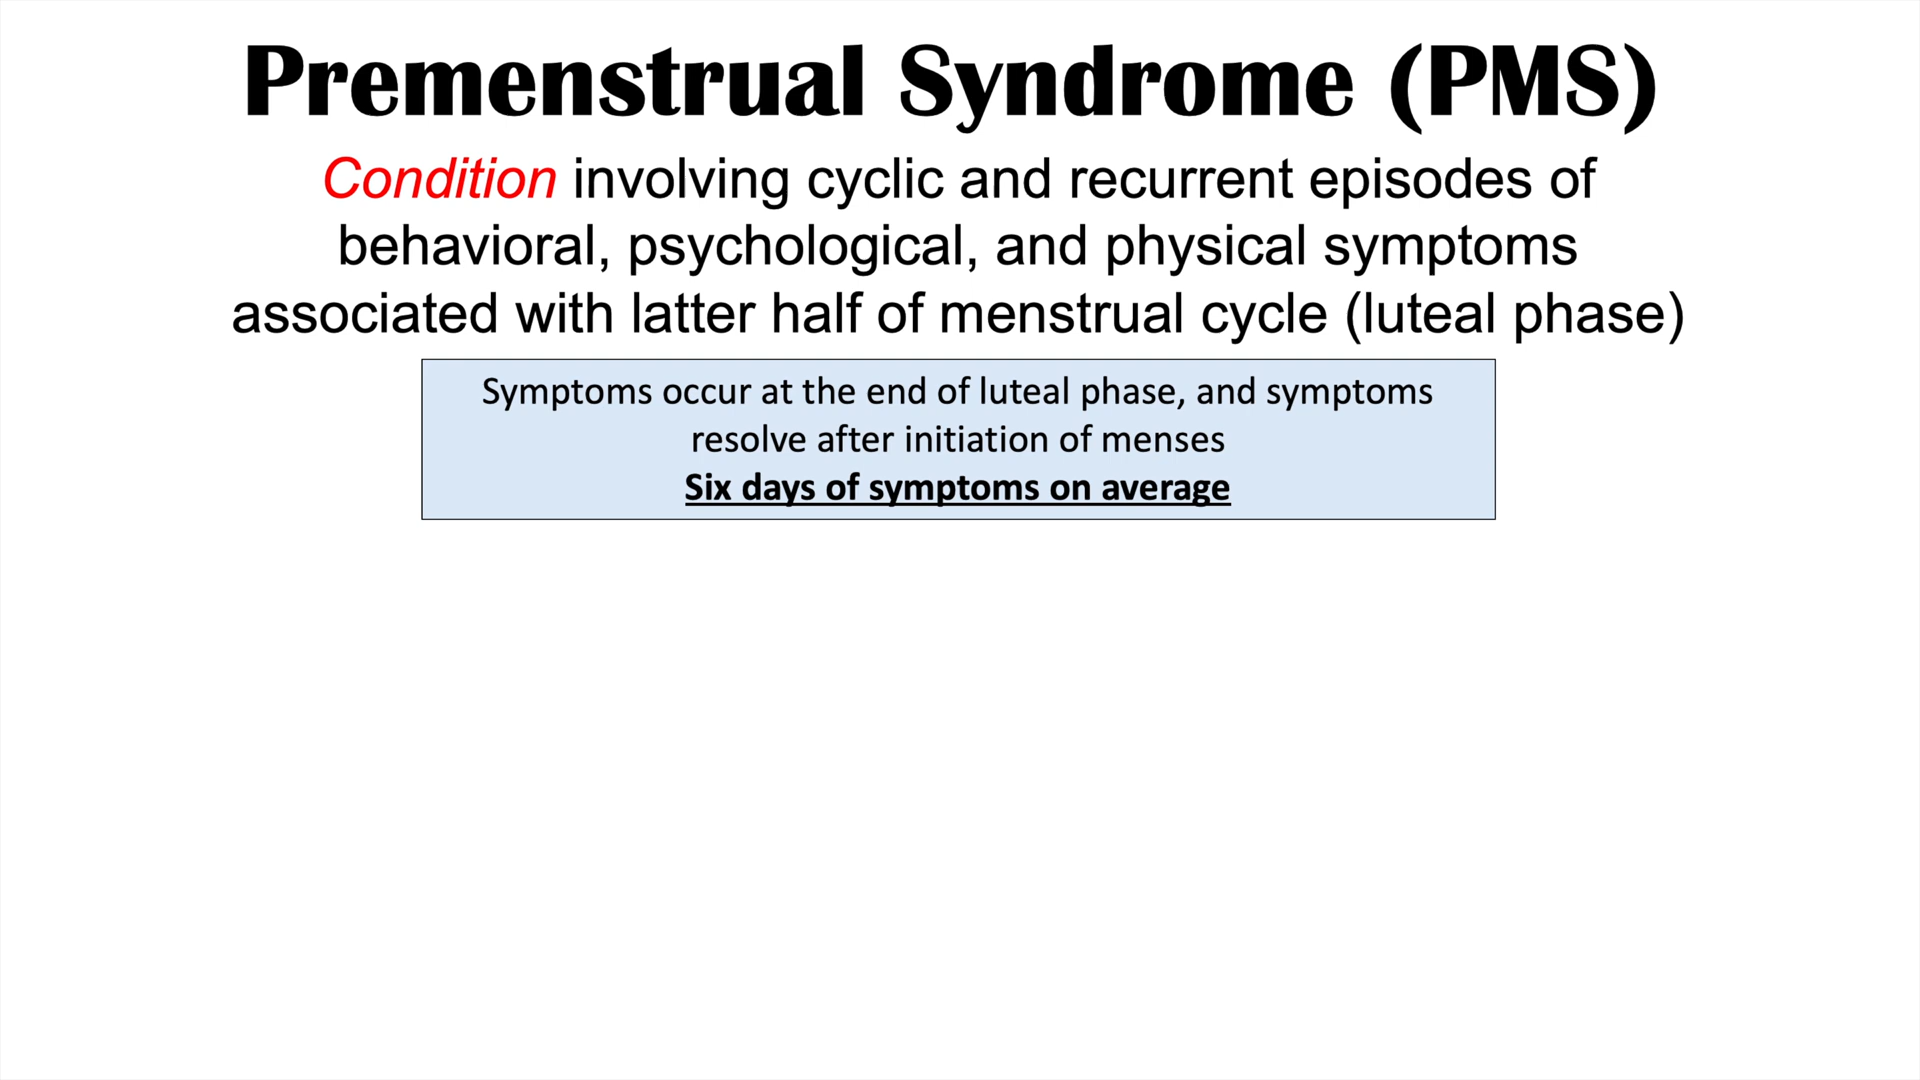 Premenstrual Syndrome (PMS)
Condition involving cyclic and recurrent episodes of
behavioral, psychological, and physical symptoms
associated with latter half of menstrual cycle (luteal phase)
Symptoms occur at the end of luteal phase, and symptoms
resolve after initiation of menses
Six days of symptoms on average